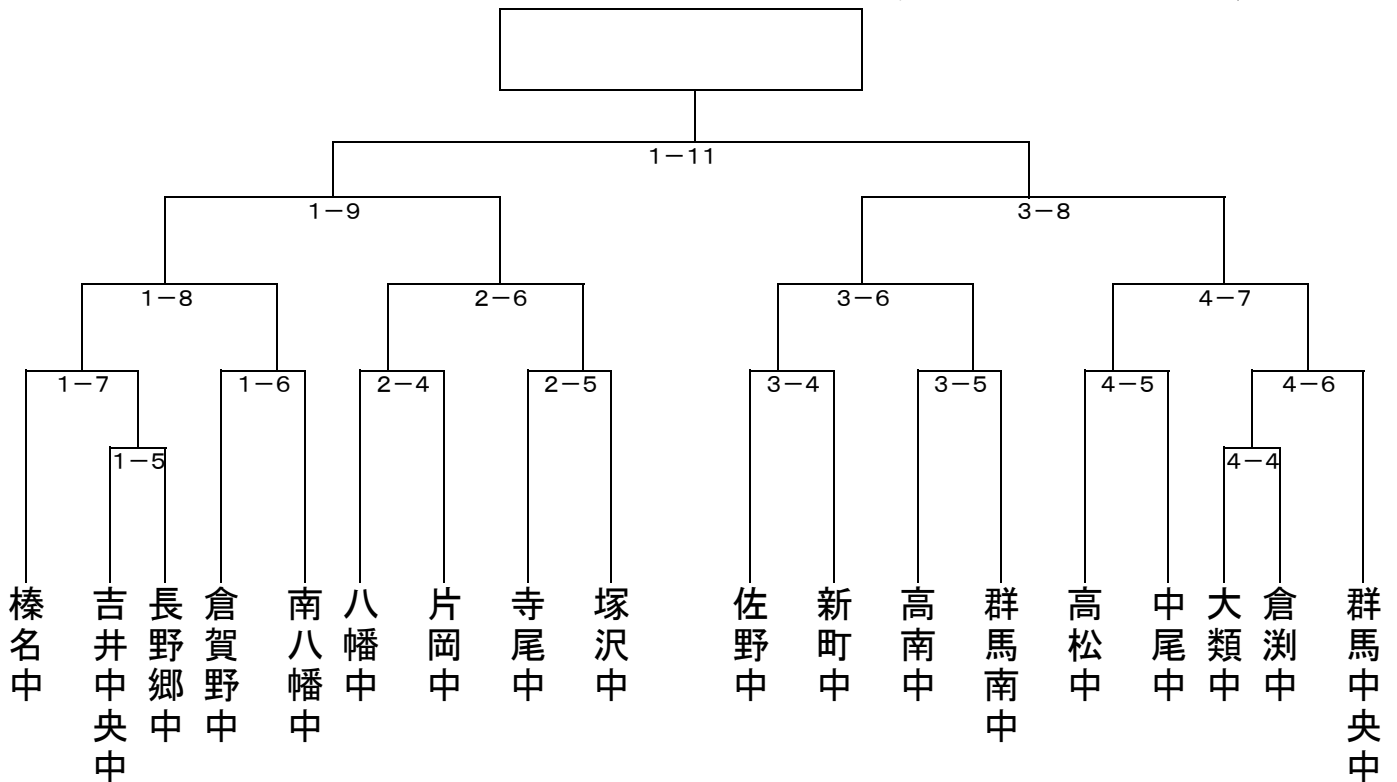 1－11
1－9
3－8
1－8
2－6
3－6
4－7
1－7
1－6
2－4
2－5
3－4
3－5
4－5
4－6
1－5
4－4
榛名中
吉井中央中
長野郷中
倉賀野中
南八幡中
八幡中
片岡中
寺尾中
塚沢中
佐野中
新町中
高南中
群馬南中
高松中
中尾中
大類中
倉渕中
群馬中央中